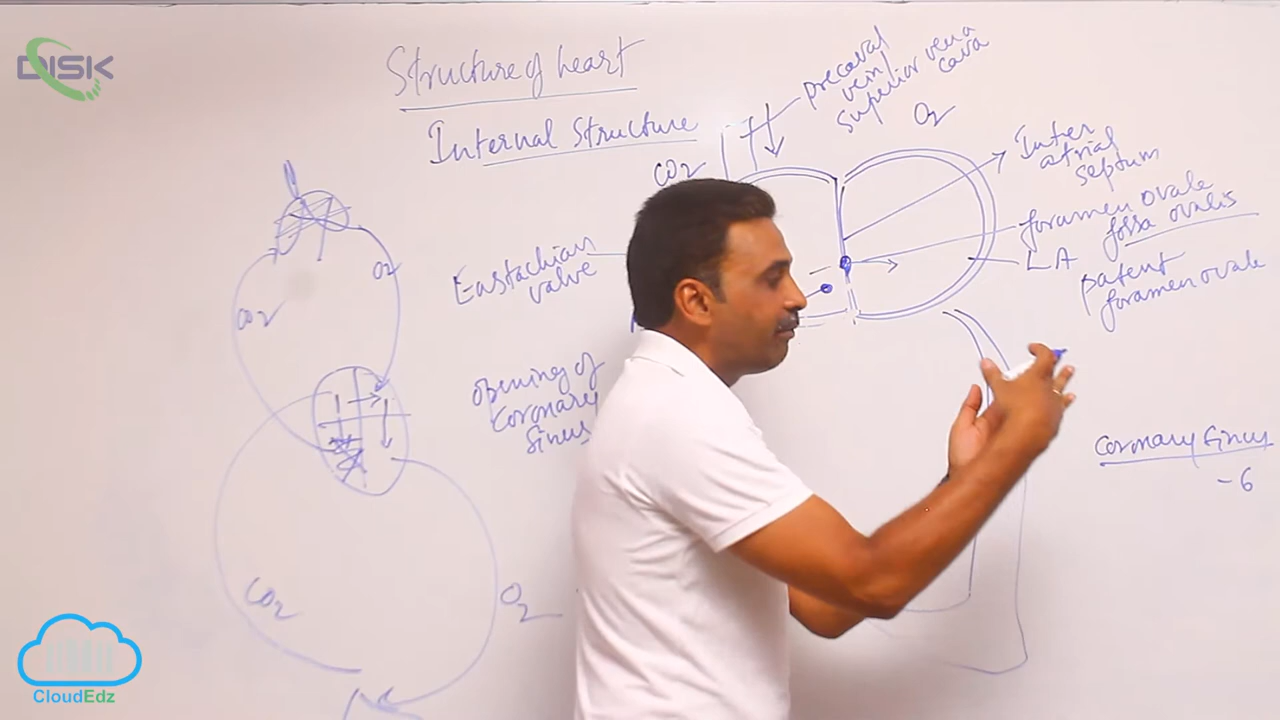 DISK
Structure of heart
Internal Structure
precaval
vein
superior vena
cava
CO2
O2
Inter
atrial
septum
foramen ovale
fossa ovalis
LA
patent
foramen ovale
Eustachian
valve
opening of
coronary
sinus
O2
CO2
CO2
O2
coronary sinus
-6
CloudEdz